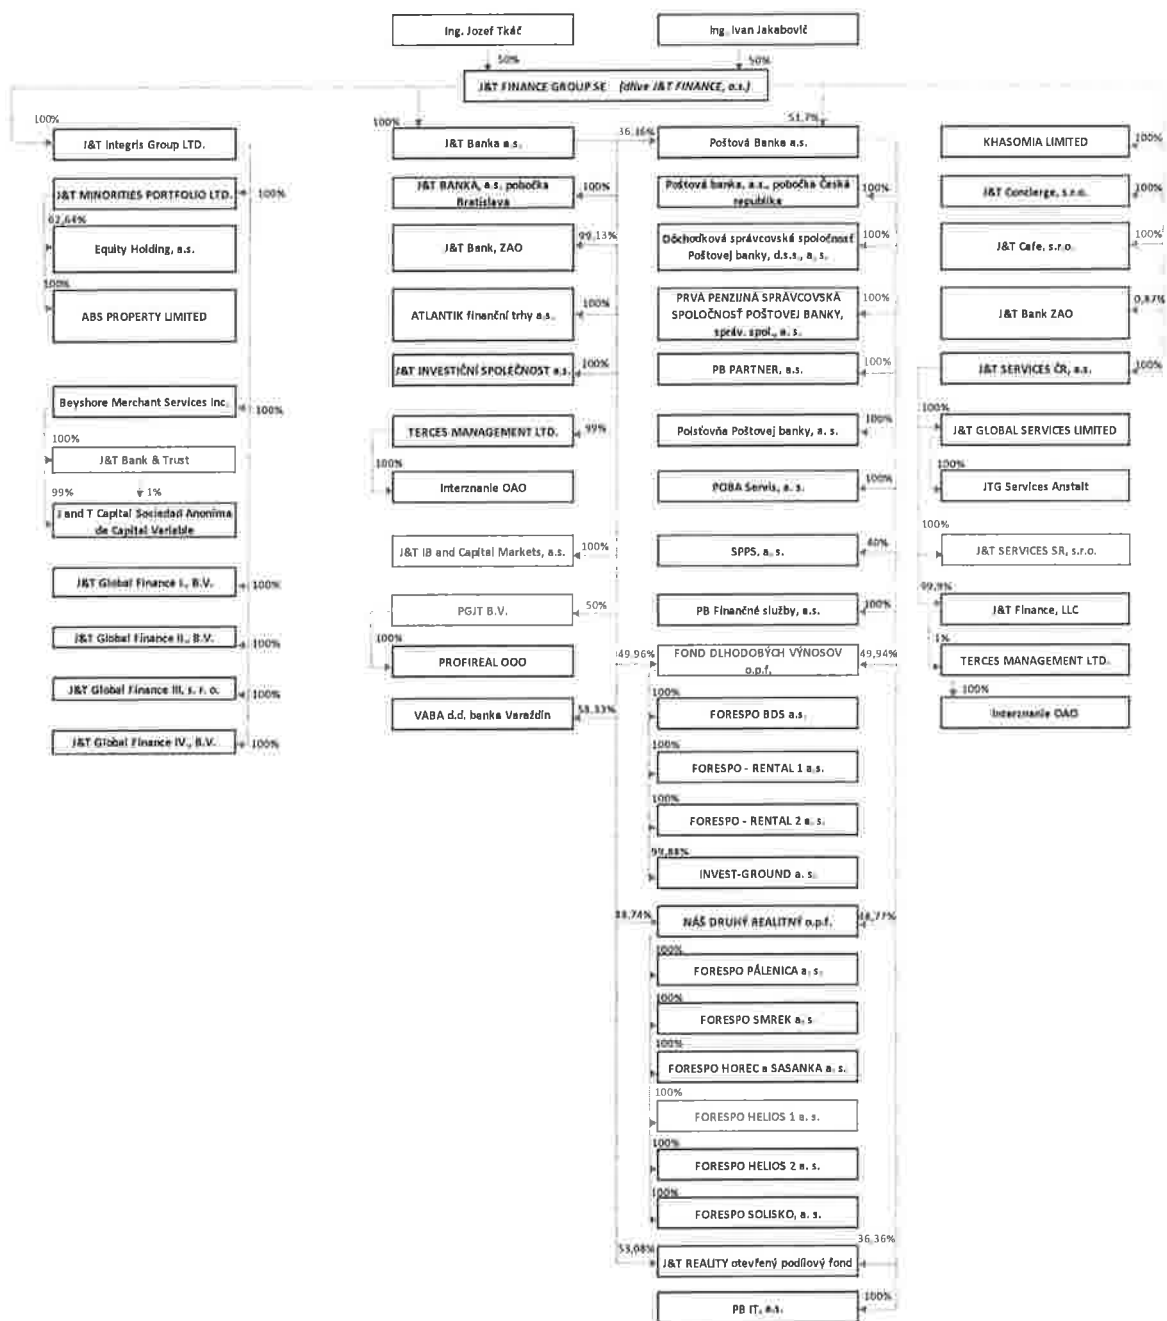 Ing. Jozef Tkáč
Ing. Ivan Jakabovič
50%
50%
J&T FINANCE GROUP SE (dříve J&T FINANCE, a.s.)
100%
J&T Integris Group LTD.
J&T MINORITIES PORTFOLIO LTD.
100%
62,64%
Equity Holding, a.s.
100%
ABS PROPERTY LIMITED
Beyshore Merchant Services Inc.
100%
100%
J&T Bank & Trust
99%
1%
J and T Capital Sociedad Anonima
de Capital Variable
J&T Global Finance I., B.V.
100%
J&T Global Finance II., B.V.
100%
J&T Global Finance III, s. r. o.
100%
J&T Global Finance IV., B.V.
100%
100%
J&T Banka a.s.
36,36%
J&T BANKA, a.s. pobočka
Bratislava
100%
J&T Bank, ZAO
99,13%
ATLANTIK finanční trhy a.s.
100%
J&T INVESTIČNÍ SPOLEČNOST a.s.
100%
TERCES MANAGEMENT LTD.
99%
100%
Interznanie OAO
J&T IB and Capital Markets, a.s.
100%
PGJT B.V.
50%
100%
PROFIREAL OOO
VABA d.d. banka Varaždin
58,33%
51,7%
Poštová Banka a.s.
Poštová banka, a.s., pobočka Česká
republika
100%
Dôchodková správcovská spoločnosť
Poštovej banky, d.s.s., a. s.
100%
PRVÁ PENZIJNÁ SPRÁVCOVSKÁ
SPOLOČNOSŤ POŠTOVEJ BANKY,
správ. spol., a. s.
100%
PB PARTNER, a.s.
100%
Poisťovňa Poštovej banky, a. s.
100%
POBA Servis, a. s.
100%
SPPS, a. s.
40%
PB Finančné služby, a.s.
100%
49,96%
FOND DLHODOBÝCH VÝNOSOV
o.p.f.
49,94%
100%
FORESPO BDS a.s.
100%
FORESPO - RENTAL 1 a.s.
100%
FORESPO - RENTAL 2 a. s.
99,88%
INVEST-GROUND a. s.
NÁŠ DRUHÝ REALITNÝ o.p.f.
100%
FORESPO PÁLENICA a. s.
100%
FORESPO SMREK a. s
100%
FORESPO HOREC a SASANKA a. s.
100%
FORESPO HELIOS 1 a. s.
100%
FORESPO HELIOS 2 a. s.
100%
FORESPO SOLISKO, a. s.
53,08%
J&T REALITY otevřený podílový fond
36,36%
PB IT, a.s.
100%
KHASOMIA LIMITED
100%
J&T Concierge, s.r.o.
100%
J&T Cafe, s.r.o.
100%
J&T Bank ZAO
0,87%
J&T SERVICES ČR, a.s.
100%
100%
J&T GLOBAL SERVICES LIMITED
100%
JTG Services Anstalt
100%
J&T SERVICES SR, s.r.o.
99,9%
J&T Finance, LLC
1%
TERCES MANAGEMENT LTD.
100%
Interznanie OAO